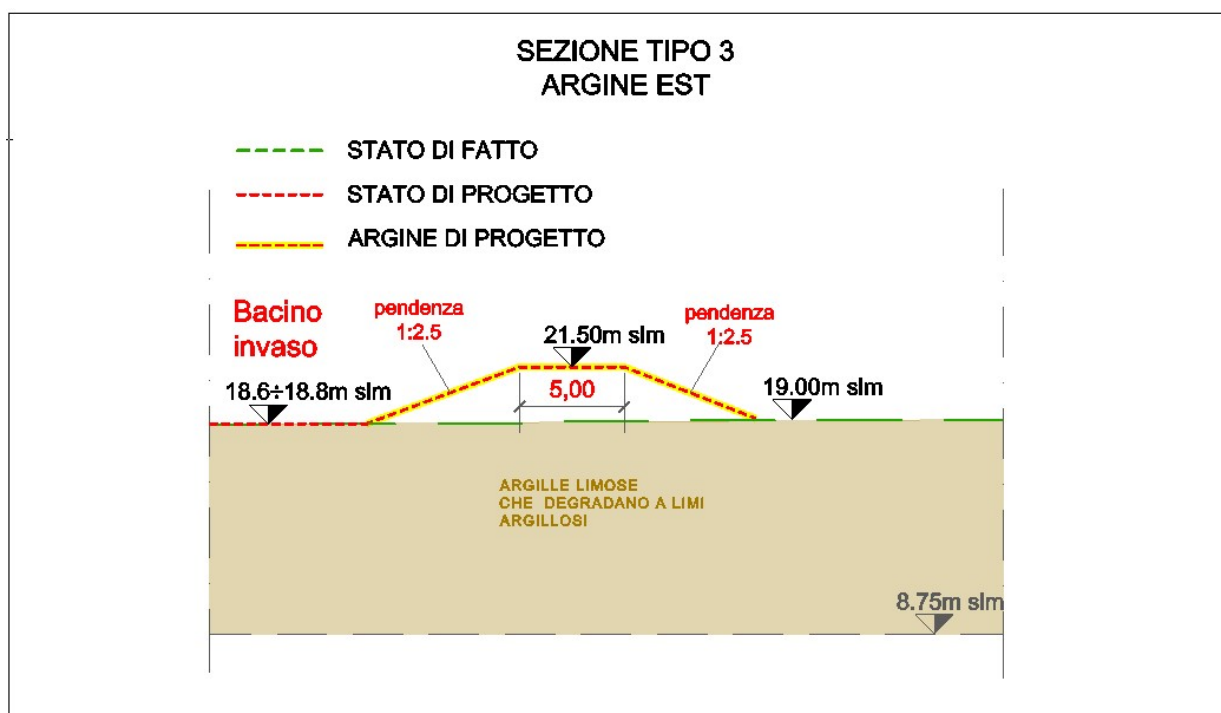 SEZIONE TIPO 3
ARGINE EST
STATO DI FATTO
STATO DI PROGETTO
ARGINE DI PROGETTO
Bacino
invaso
pendenza
1:2.5
21.50m slm
pendenza
1:2.5
18.6÷18.8m slm
5,00
19.00m slm
ARGILLE LIMOSE
CHE DEGRADANO A LIMI
ARGILLOSI
8.75m slm